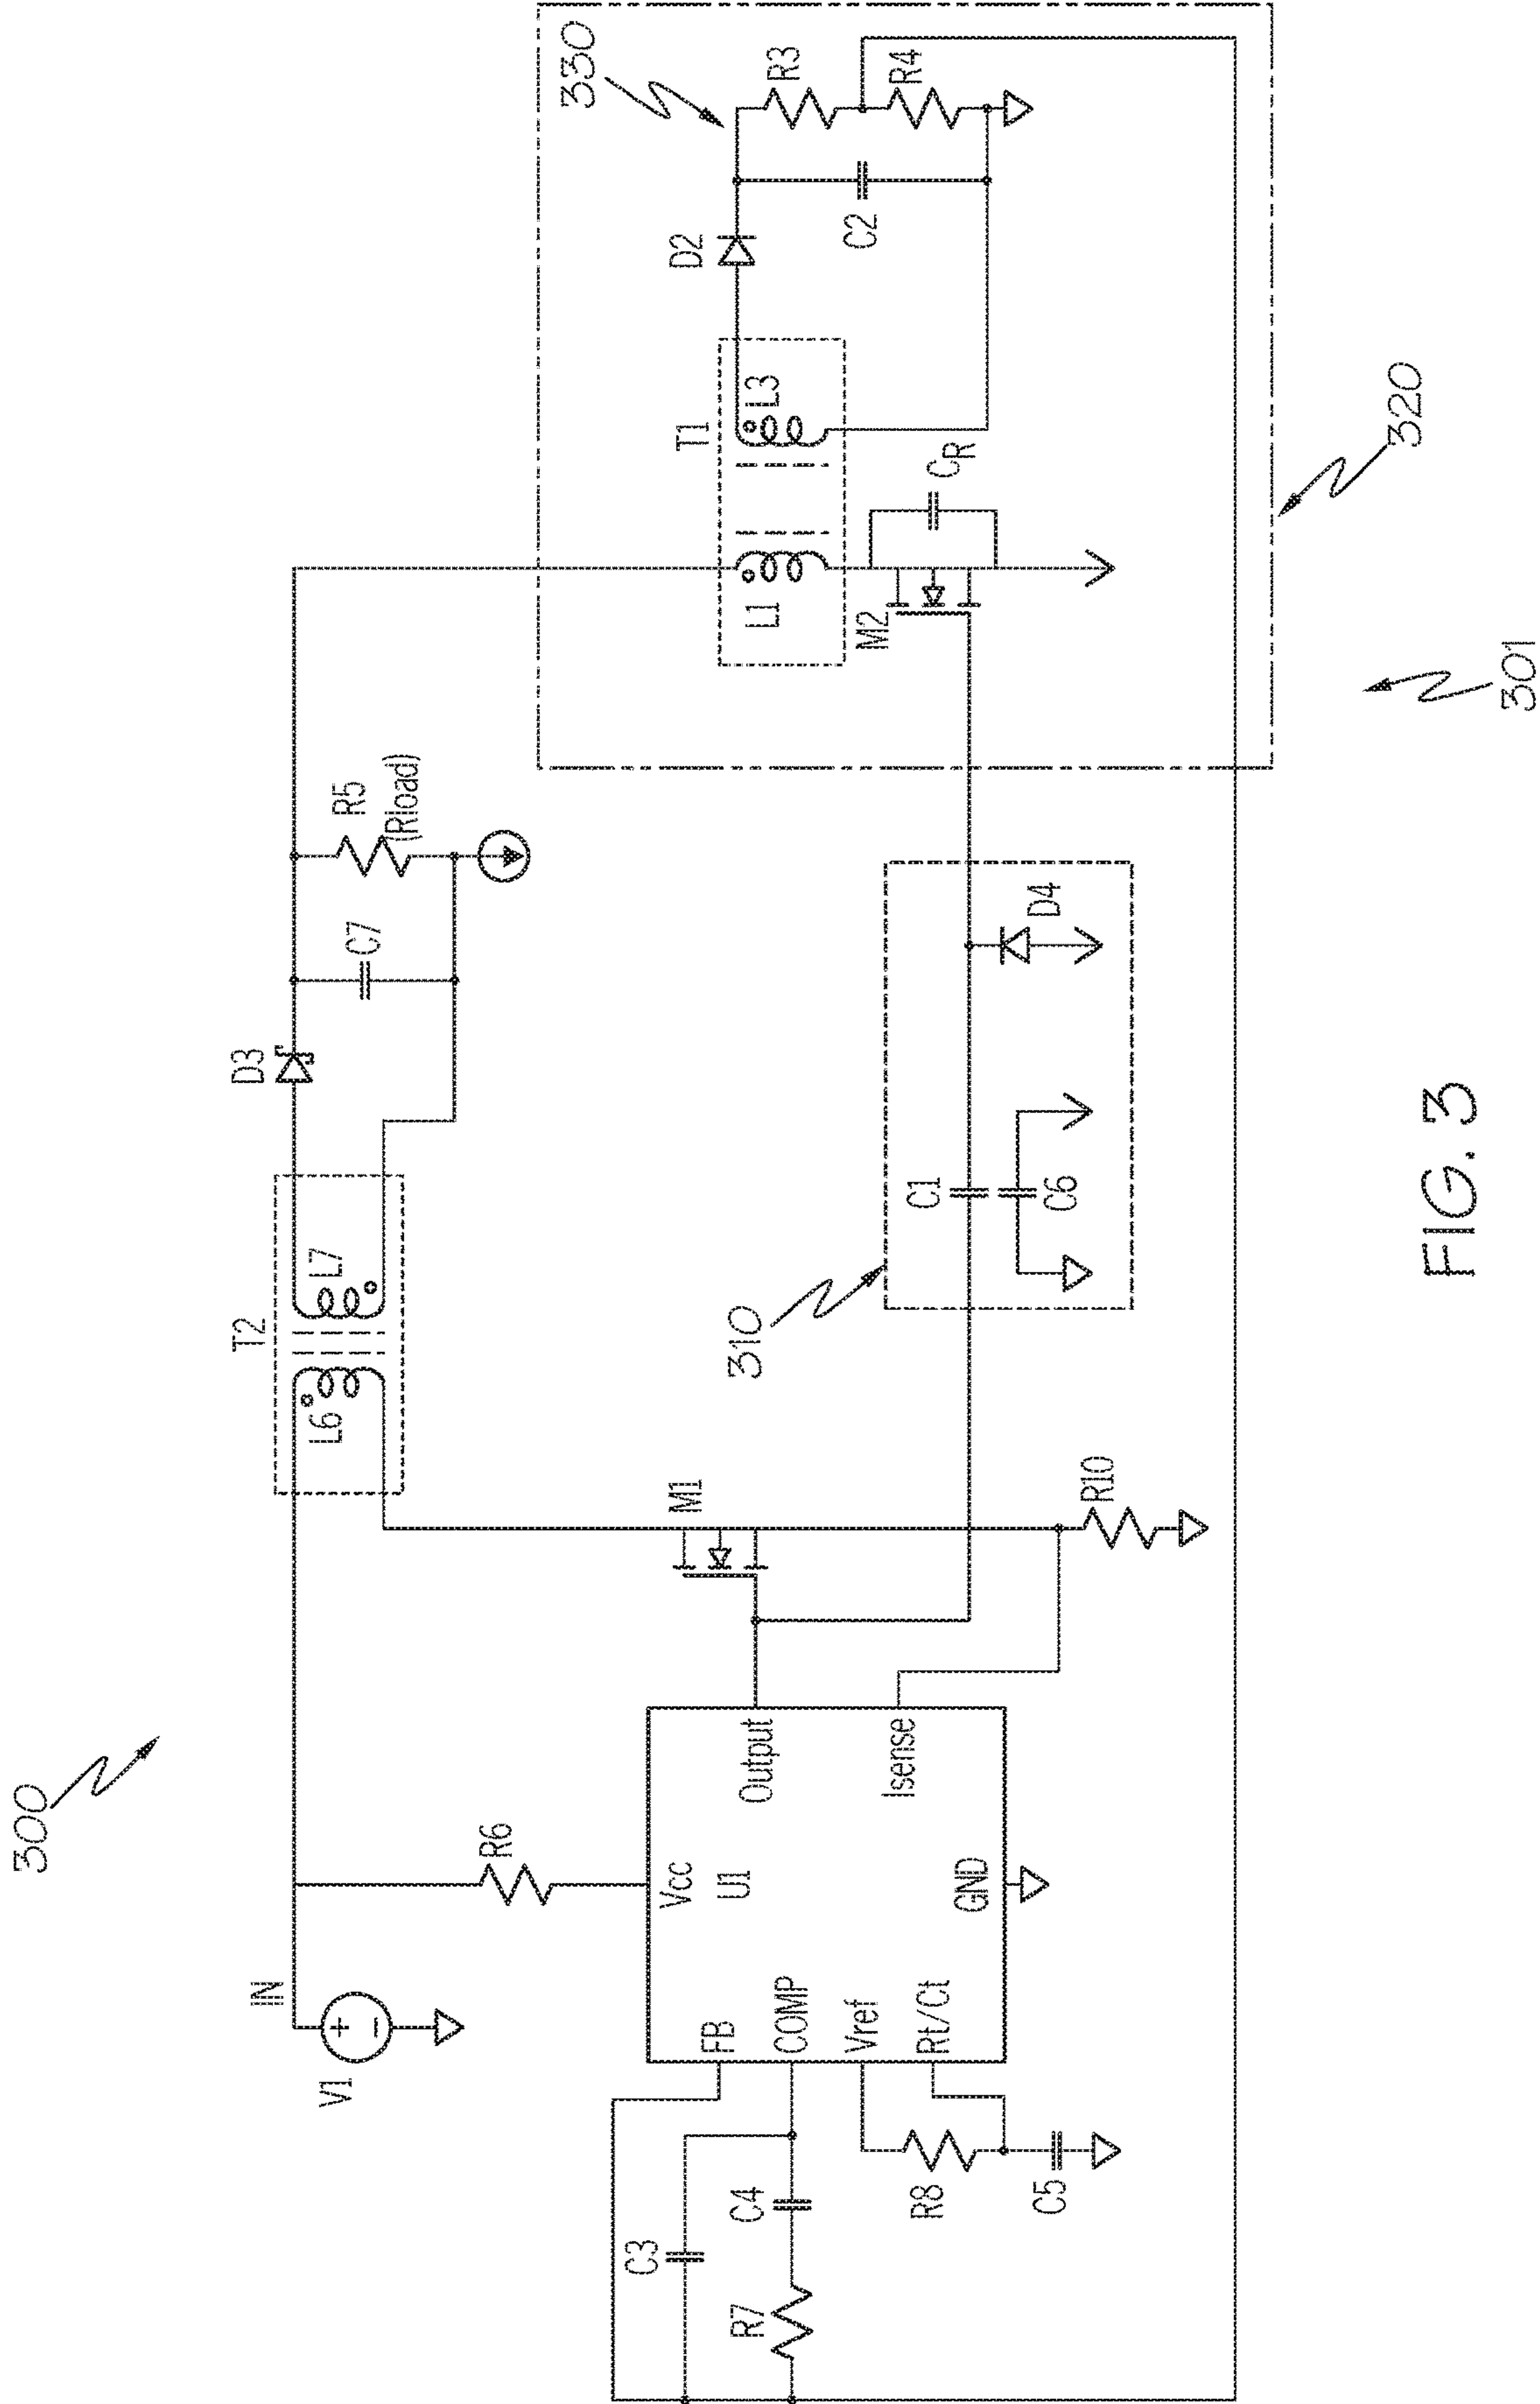 300
V1
IN
R6
T2
L6
L7
D3
C7
R5
(Rload)
M1
FB
COMP
Vref
Rt/Ct
Vcc
U1
GND
Output
Isense
R10
C3
C4
R7
R8
C5
310
C1
C6
D4
M2
L1
T1
L3
C_R
D2
C2
330
R3
R4
320
301
FIG. 3